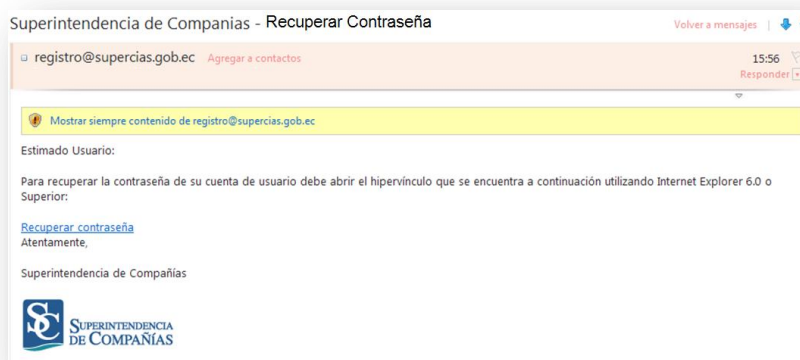 Superintendencia de Companias - Recuperar Contraseña
Volver a mensajes |
registro@supercias.gob.ec Agregar a contactos
15:56
Responder
Mostrar siempre contenido de registro@supercias.gob.ec
Estimado Usuario:
Para recuperar la contraseña de su cuenta de usuario debe abrir el hipervínculo que se encuentra a continuación utilizando Internet Explorer 6.0 o
Superior:
Recuperar contraseña
Atentamente,
Superintendencia de Compañías
SC
SUPERINTENDENCIA
DE COMPAÑÍAS